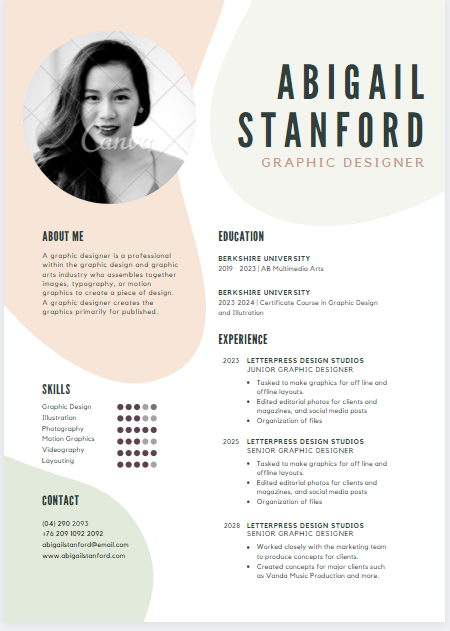 ABIGAIL
STANFORD
GRAPHIC DESIGNER
Canva
ABOUT ME
A graphic designer is a professional
within the graphic design and graphic
arts industry who assembles together
images, typography, or motion
graphics to create a piece of design.
A graphic designer creates the
graphics primarily for published.
SKILLS
Graphic Design
Illustration
Photography
Motion Graphics
Videography
Layouting
CONTACT
(04) 290 2093
+76 209 1092 2092
abigailstanford@email.com
www.abigailstanford.com
EDUCATION
BERKSHIRE UNIVERSITY
2019 - 2023 | AB Multimedia Arts
BERKSHIRE UNIVERSITY
2023-2024 | Certificate Course in Graphic Design
and Illutration
EXPERIENCE
2023 LETTERPRESS DESIGN STUDIOS
JUNIOR GRAPHIC DESIGNER
• Tasked to make graphics for off line and
offline layouts.
• Edited editorial photos for clients and
magazines, and social media posts
• Organization of files
2025 LETTERPRESS DESIGN STUDIOS
SENIOR GRAPHIC DESIGNER
• Tasked to make graphics for off line and
offline layouts.
• Edited editorial photos for clients and
magazines, and social media posts
• Organization of files
2028 LETTERPRESS DESIGN STUDIOS
SENIOR GRAPHIC DESIGNER
• Worked closely with the marketing team
to produce concepts for clients.
• Created concepts for major clients such
as Vanda Music Production and more.